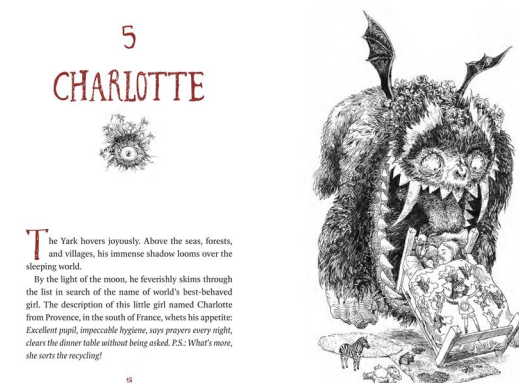 5
CHARLOTTE
The Yark hovers joyously. Above the seas, forests,
and villages, his immense shadow looms over the
sleeping world.
By the light of the moon, he feverishly skims through
the list in search of the name of world's best-behaved
girl. The description of this little girl named Charlotte
from Provence, in the south of France, whets his appetite:
Excellent pupil, impeccable hygiene, says prayers every night,
clears the dinner table without being asked. P.S.: What's more,
she sorts the recycling!